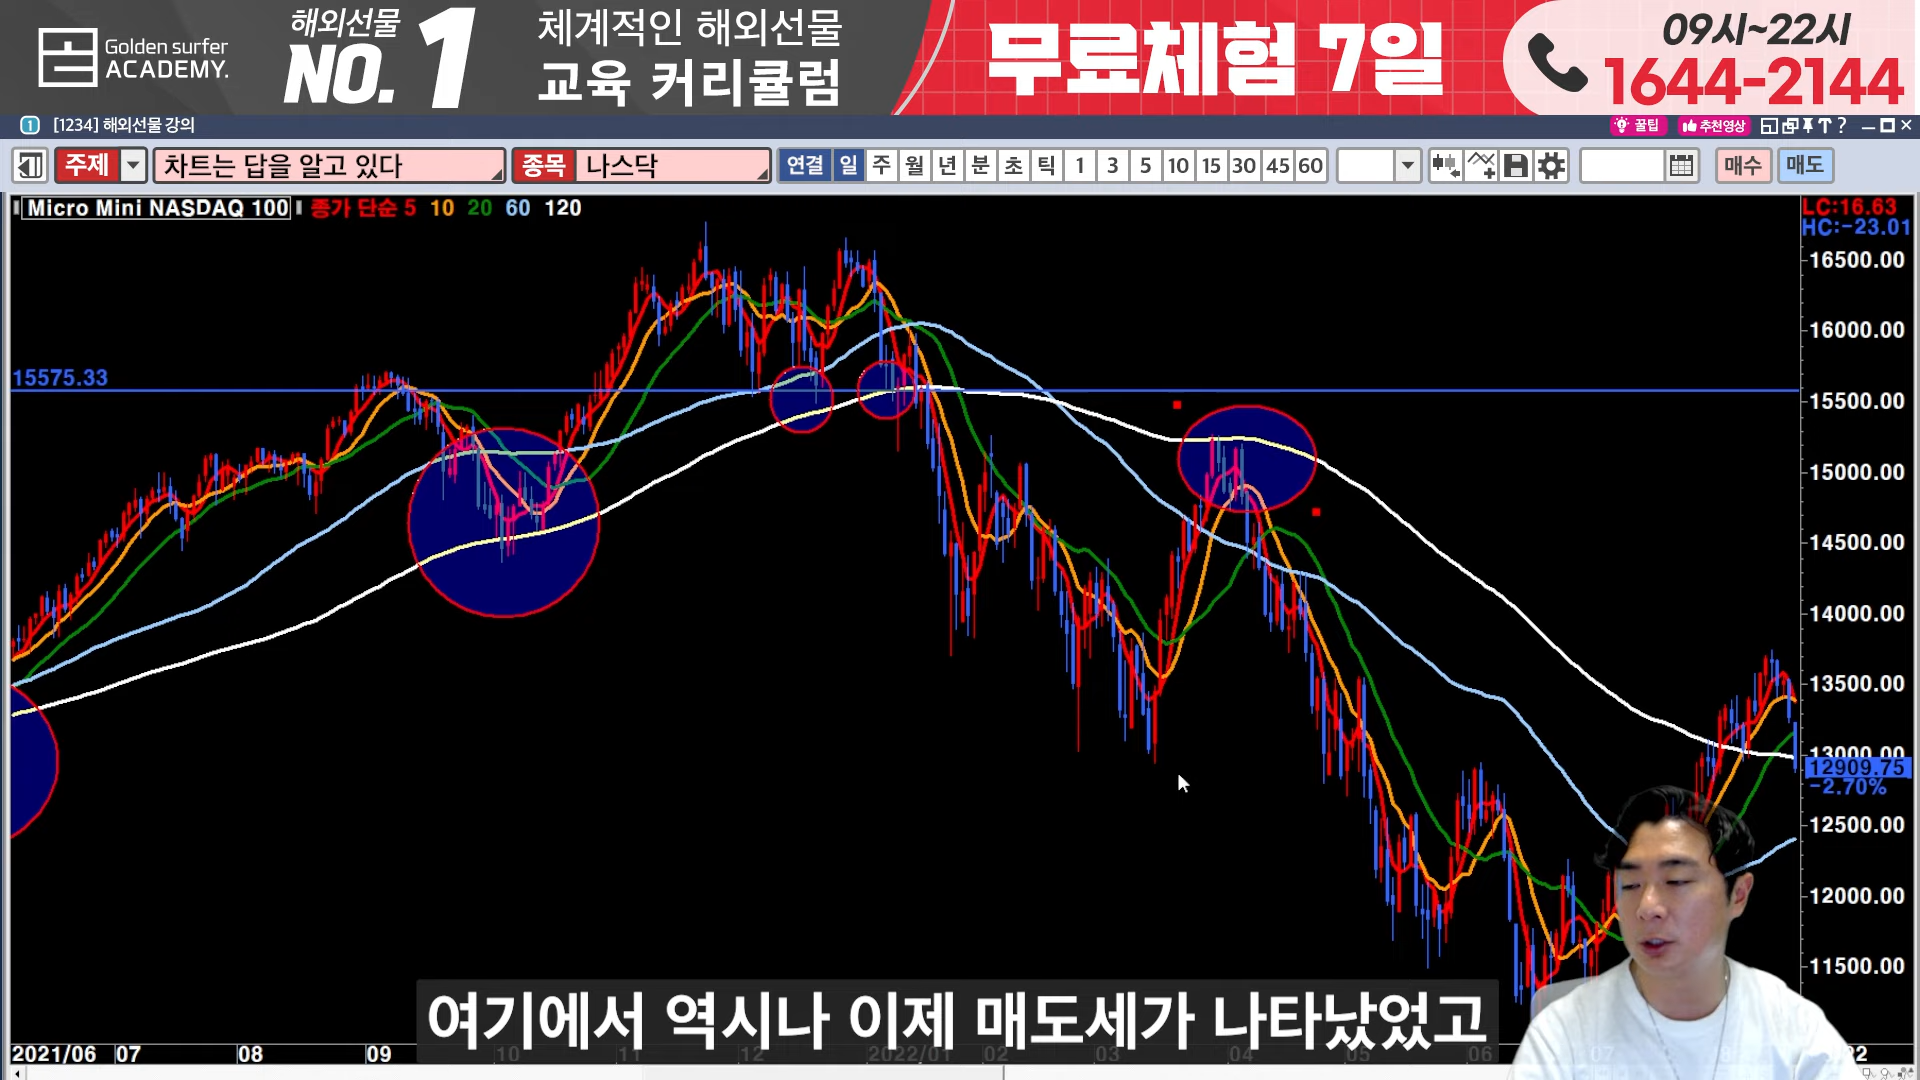 Golden surfer
ACADEMY.
해외선물
NO. 1
체계적인 해외선물
교육 커리큘럼
무료체험 7일
09시~22시
1644-2144
1 [1234] 해외선물 강의
꿀팁 추천영상
주제 차트는 답을 알고 있다 종목 나스닥 연결 일 주 월 년 분 초 틱 1 3 5 10 15 30 45 60 매수 매도
Micro Mini NASDAQ 100 종가 단순 5 10 20 60 120
LC:16.63
HC:-23.01
16500.00
16000.00
15575.33
15500.00
15000.00
14500.00
14000.00
13500.00
13000.00
12909.75
-2.70%
12500.00
12000.00
11500.00
여기에서 역시나 이제 매도세가 나타났었고
2021/06 07 08 09 10 11 12 2022/01 02 03 04 05 06 07